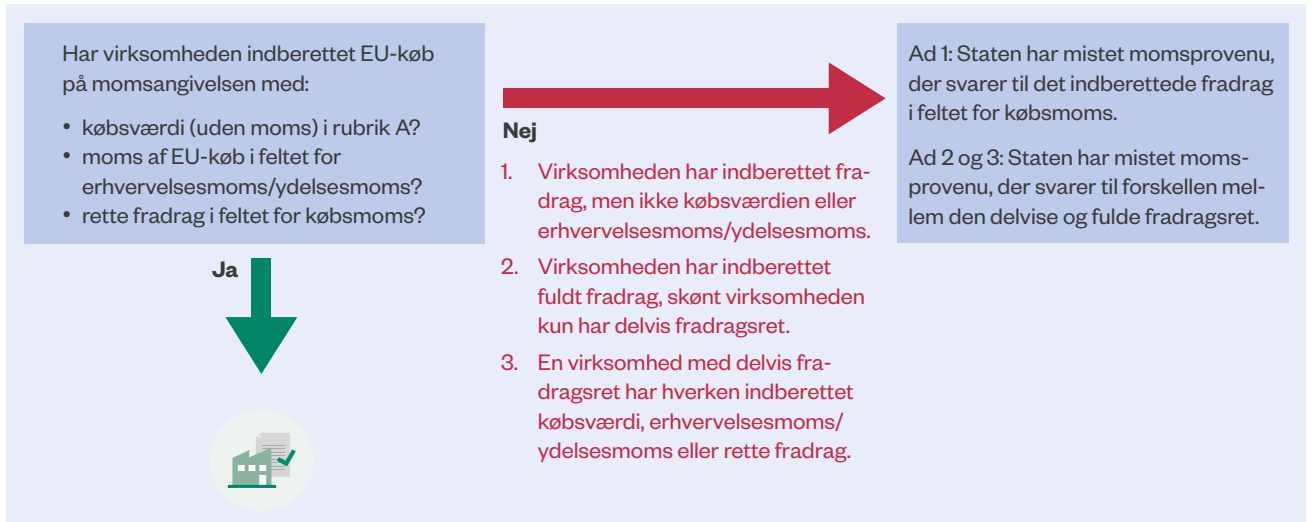 Har virksomheden indberettet EU-køb
på momsangivelsen med:
• købsværdi (uden moms) i rubrik A?
• moms af EU-køb i feltet for
erhvervelsesmoms/ydelsesmoms?
• rette fradrag i feltet for købsmoms?
Ja
Nej
1. Virksomheden har indberettet fra-
drag, men ikke købsværdien eller
erhvervelsesmoms/ydelsesmoms.
2. Virksomheden har indberettet
fuldt fradrag, skønt virksomheden
kun har delvis fradragsret.
3. En virksomhed med delvis fra-
dragsret har hverken indberettet
købsværdi, erhvervelsesmoms/
ydelsesmoms eller rette fradrag.
Ad 1: Staten har mistet momsprovenu,
der svarer til det indberettede fradrag
i feltet for købsmoms.
Ad 2 og 3: Staten har mistet moms-
provenu, der svarer til forskellen mel-
lem den delvise og fulde fradragsret.